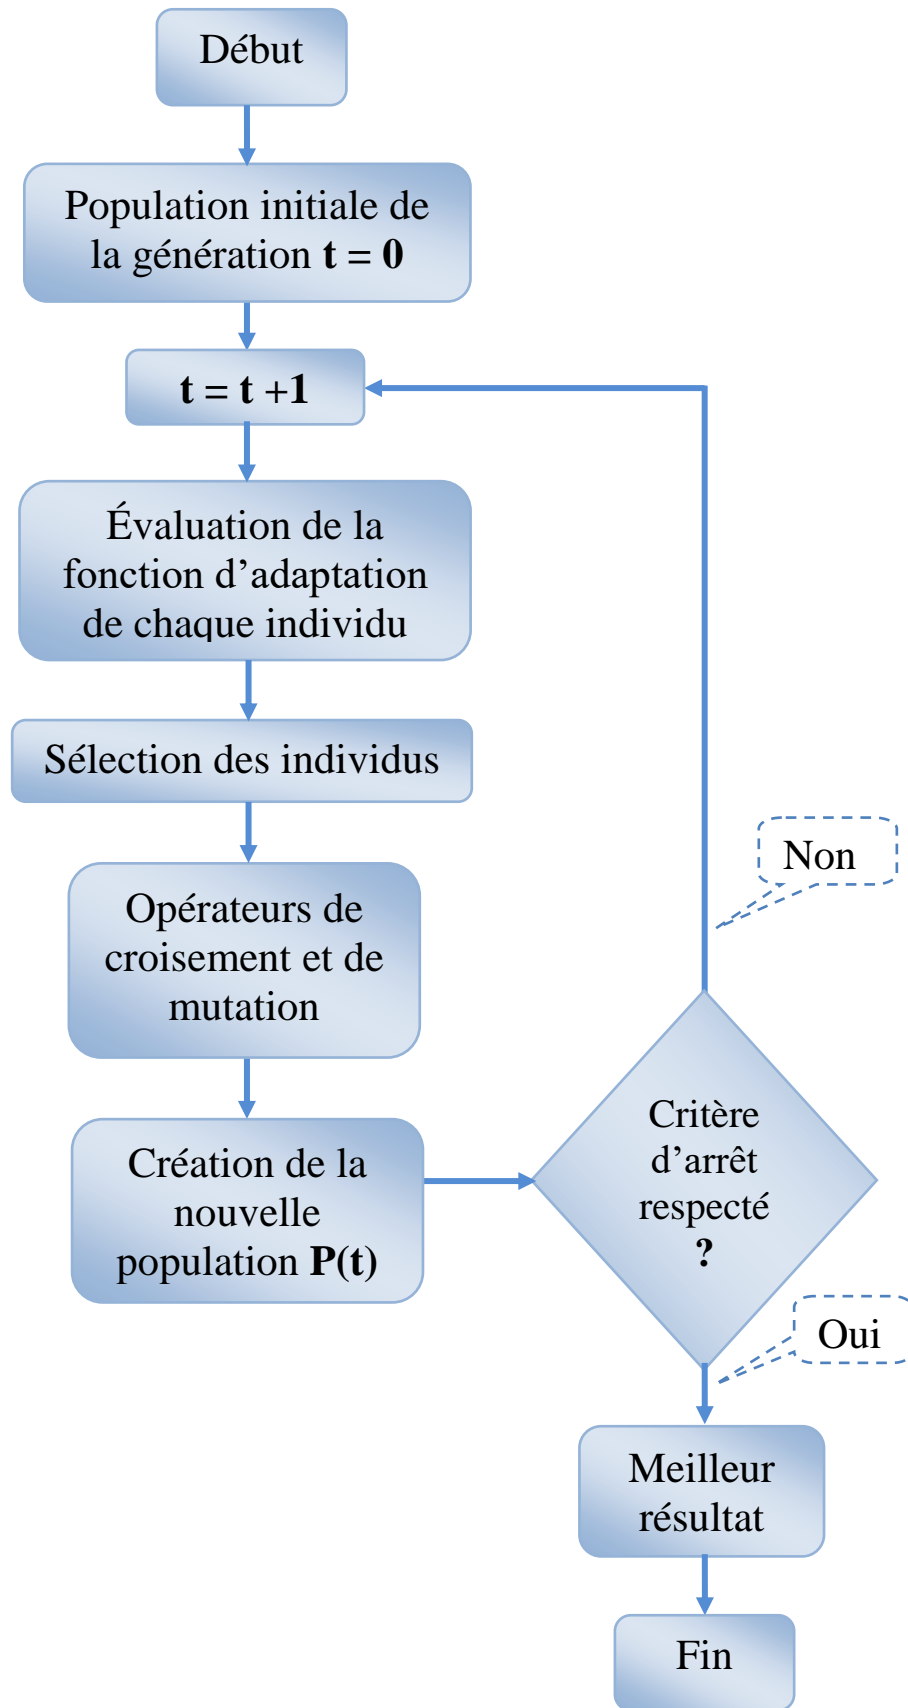 Début
Population initiale de
la génération t = 0
t = t +1
Évaluation de la
fonction d’adaptation
de chaque individu
Sélection des individus
Opérateurs de
croisement et de
mutation
Création de la
nouvelle
population P(t)
Non
Critère
d’arrêt
respecté
?
Oui
Meilleur
résultat
Fin